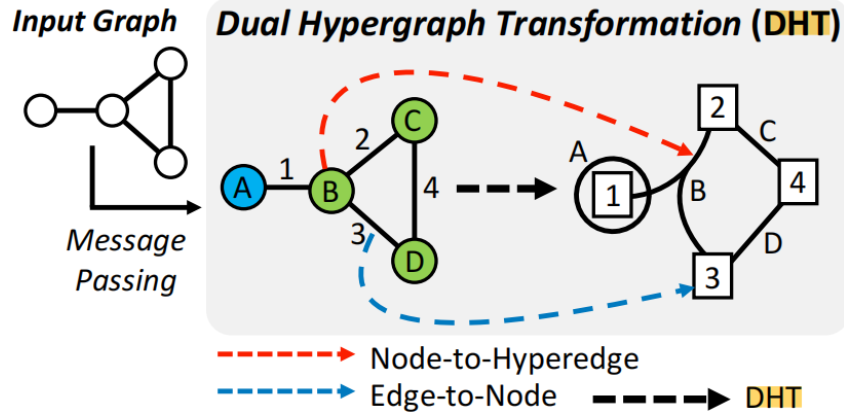 Input Graph
Dual Hypergraph Transformation (DHT)
Message
Passing
A
1
B
2
C
3
4
D
A
1
2
C
B
4
D
3
Node-to-Hyperedge
Edge-to-Node
DHT